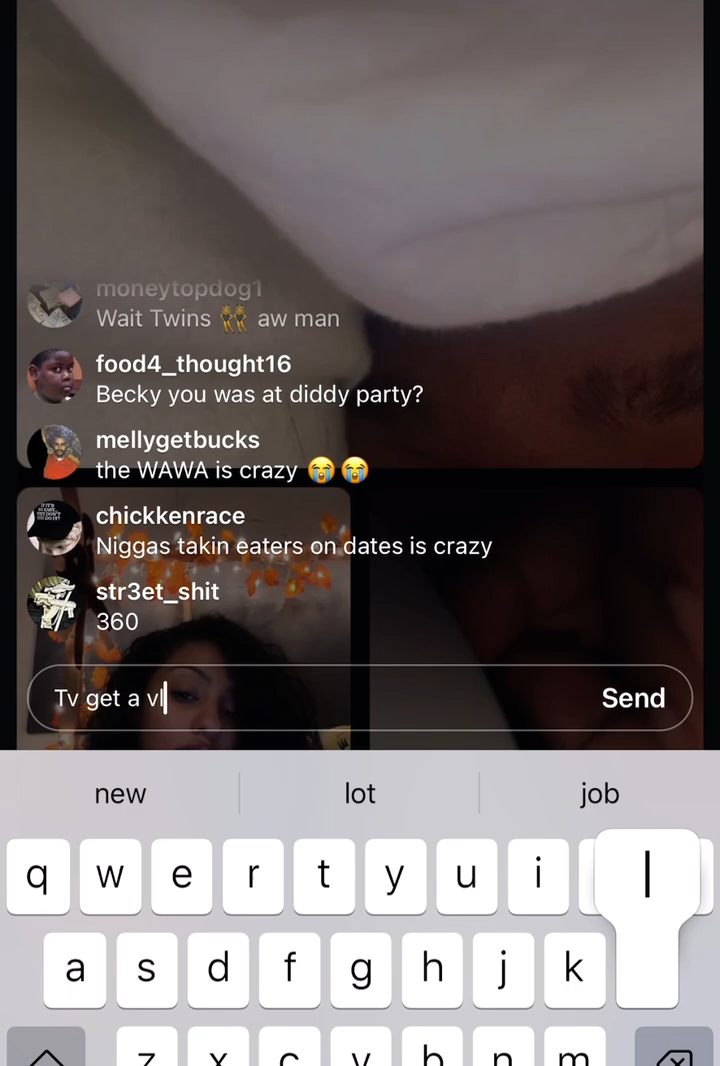 moneytopdog1
Wait Twins 👯 aw man
food4_thought16
Becky you was at diddy party?
mellygetbucks
the WAWA is crazy 😭😭
chickkenrace
Niggas takin eaters on dates is crazy
str3et_shit
360
Tv get a vl
Send
new lot job
q w e r t y u i l
a s d f g h j k
z x c v b n m